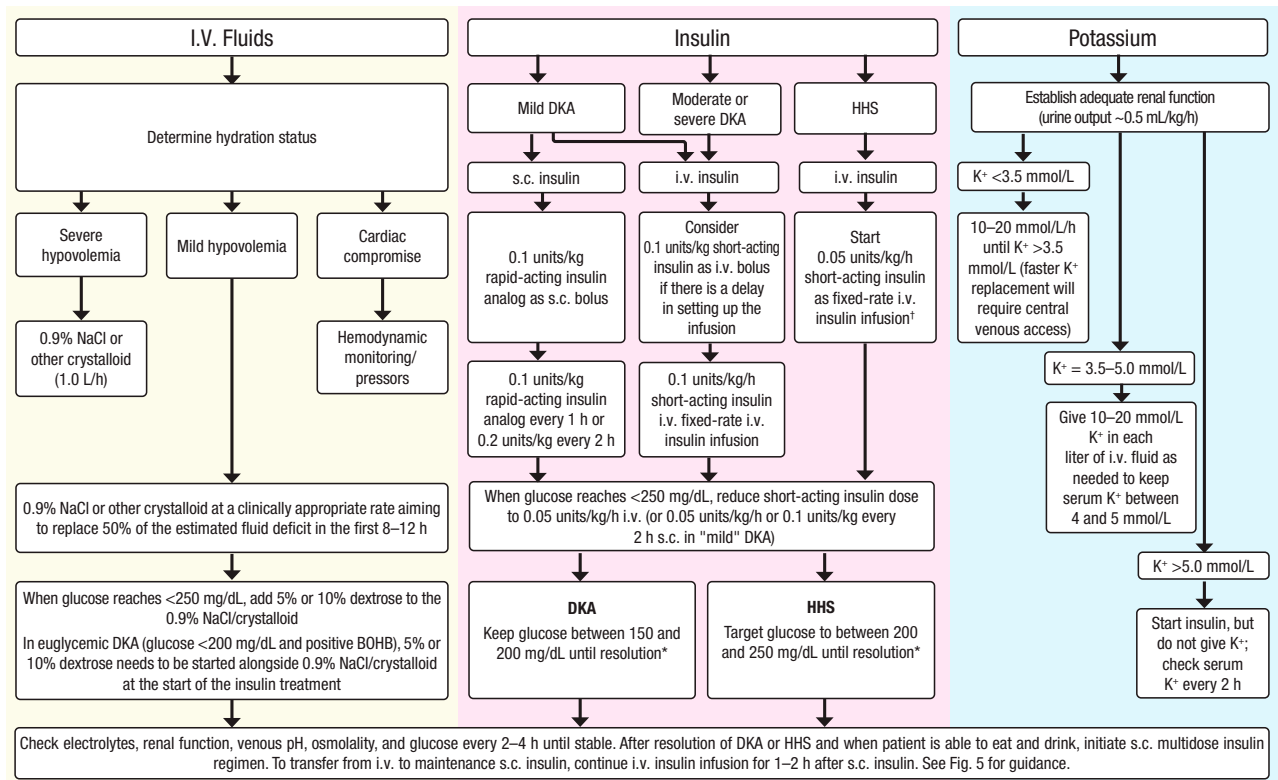 I.V. Fluids
Determine hydration status
Severe
hypovolemia
Mild hypovolemia
Cardiac
compromise
0.9% NaCl or
other crystalloid
(1.0 L/h)
Hemodynamic
monitoring/
pressors
0.9% NaCl or other crystalloid at a clinically appropriate rate aiming
to replace 50% of the estimated fluid deficit in the first 8–12 h
When glucose reaches <250 mg/dL, add 5% or 10% dextrose to the
0.9% NaCl/crystalloid
In euglycemic DKA (glucose <200 mg/dL and positive BOHB), 5% or
10% dextrose needs to be started alongside 0.9% NaCl/crystalloid
at the start of the insulin treatment
Insulin
Mild DKA
Moderate or
severe DKA
HHS
s.c. insulin
i.v. insulin
i.v. insulin
0.1 units/kg
rapid-acting insulin
analog as s.c. bolus
Consider
0.1 units/kg short-acting
insulin as i.v. bolus
if there is a delay
in setting up the
infusion
Start
0.05 units/kg/h
short-acting insulin
as fixed-rate i.v.
insulin infusion†
0.1 units/kg
rapid-acting insulin
analog every 1 h or
0.2 units/kg every 2 h
0.1 units/kg/h
short-acting insulin
i.v. fixed-rate i.v.
insulin infusion
When glucose reaches <250 mg/dL, reduce short-acting insulin dose
to 0.05 units/kg/h i.v. (or 0.05 units/kg/h or 0.1 units/kg every
2 h s.c. in "mild" DKA)
DKA
Keep glucose between 150 and
200 mg/dL until resolution*
HHS
Target glucose to between 200
and 250 mg/dL until resolution*
Potassium
Establish adequate renal function
(urine output ~0.5 mL/kg/h)
K⁺ <3.5 mmol/L
10–20 mmol/L/h
until K⁺ >3.5
mmol/L (faster K⁺
replacement will
require central
venous access)
K⁺ = 3.5–5.0 mmol/L
Give 10–20 mmol/L
K⁺ in each
liter of i.v. fluid as
needed to keep
serum K⁺ between
4 and 5 mmol/L
K⁺ >5.0 mmol/L
Start insulin, but
do not give K⁺;
check serum
K⁺ every 2 h
Check electrolytes, renal function, venous pH, osmolality, and glucose every 2–4 h until stable. After resolution of DKA or HHS and when patient is able to eat and drink, initiate s.c. multidose insulin
regimen. To transfer from i.v. to maintenance s.c. insulin, continue i.v. insulin infusion for 1–2 h after s.c. insulin. See Fig. 5 for guidance.